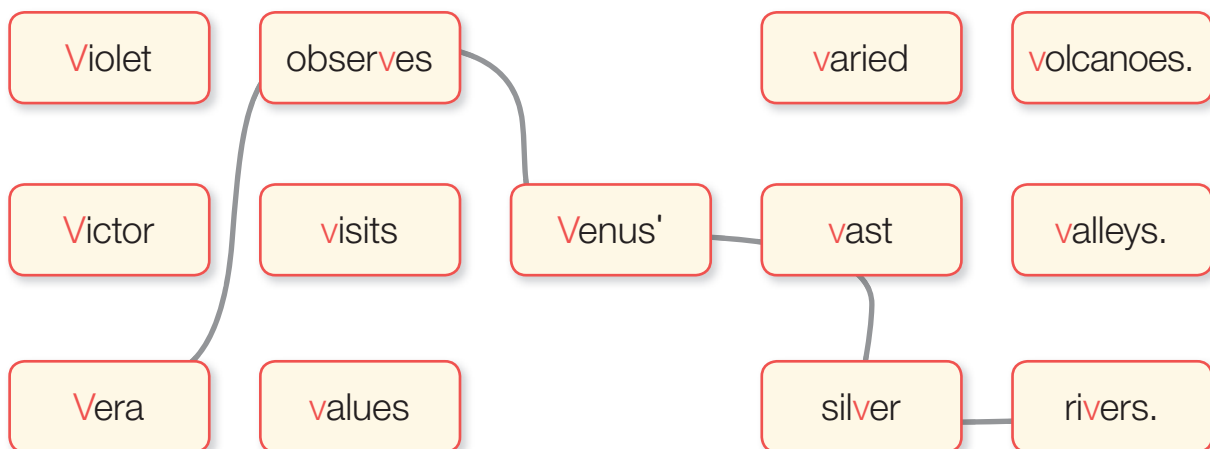 Violet observes varied volcanoes.
Victor visits Venus' vast valleys.
Vera values silver rivers.